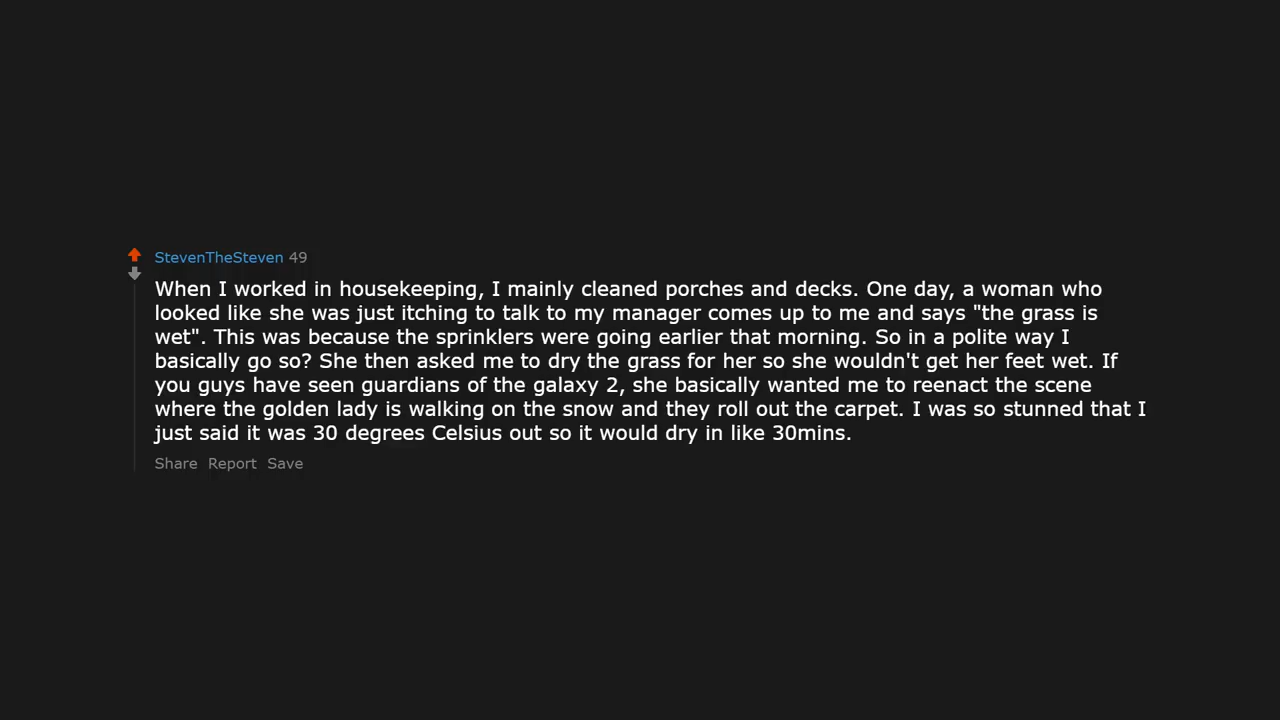 StevenTheSteven 49
When I worked in housekeeping, I mainly cleaned porches and decks. One day, a woman who
looked like she was just itching to talk to my manager comes up to me and says "the grass is
wet". This was because the sprinklers were going earlier that morning. So in a polite way I
basically go so? She then asked me to dry the grass for her so she wouldn't get her feet wet. If
you guys have seen guardians of the galaxy 2, she basically wanted me to reenact the scene
where the golden lady is walking on the snow and they roll out the carpet. I was so stunned that I
just said it was 30 degrees Celsius out so it would dry in like 30mins.
Share Report Save